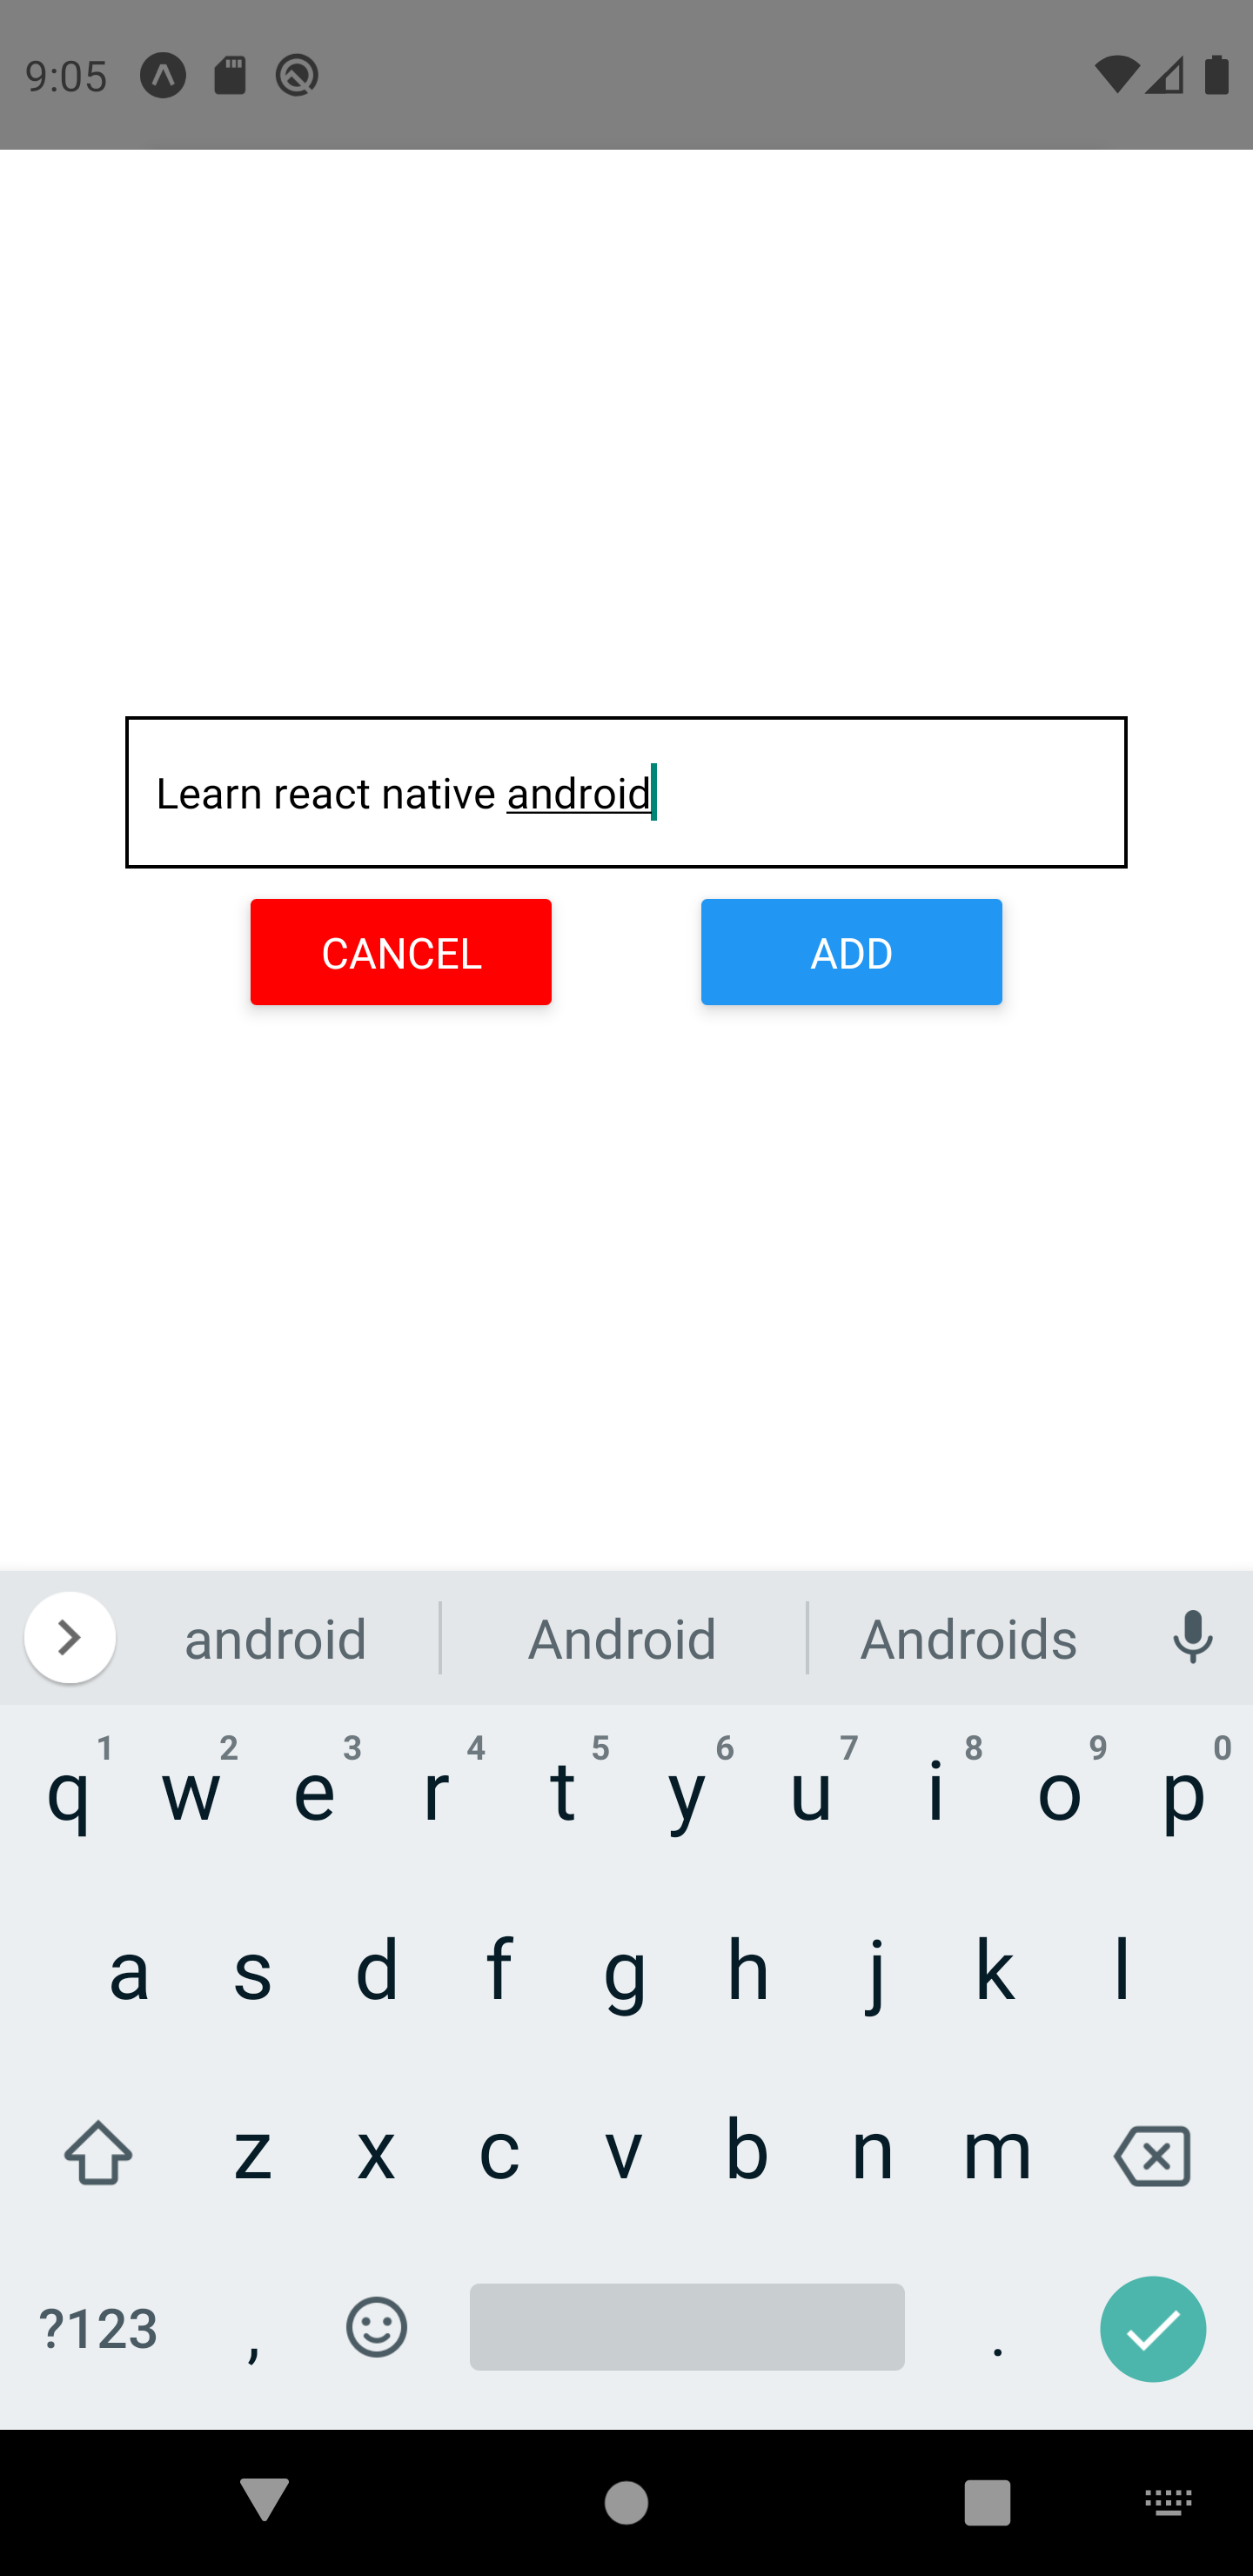 9:05
Learn react native android
CANCEL ADD
android Android Androids
1 2 3 4 5 6 7 8 9 0
q w e r t y u i o p
a s d f g h j k l
z x c v b n m
?123 , .